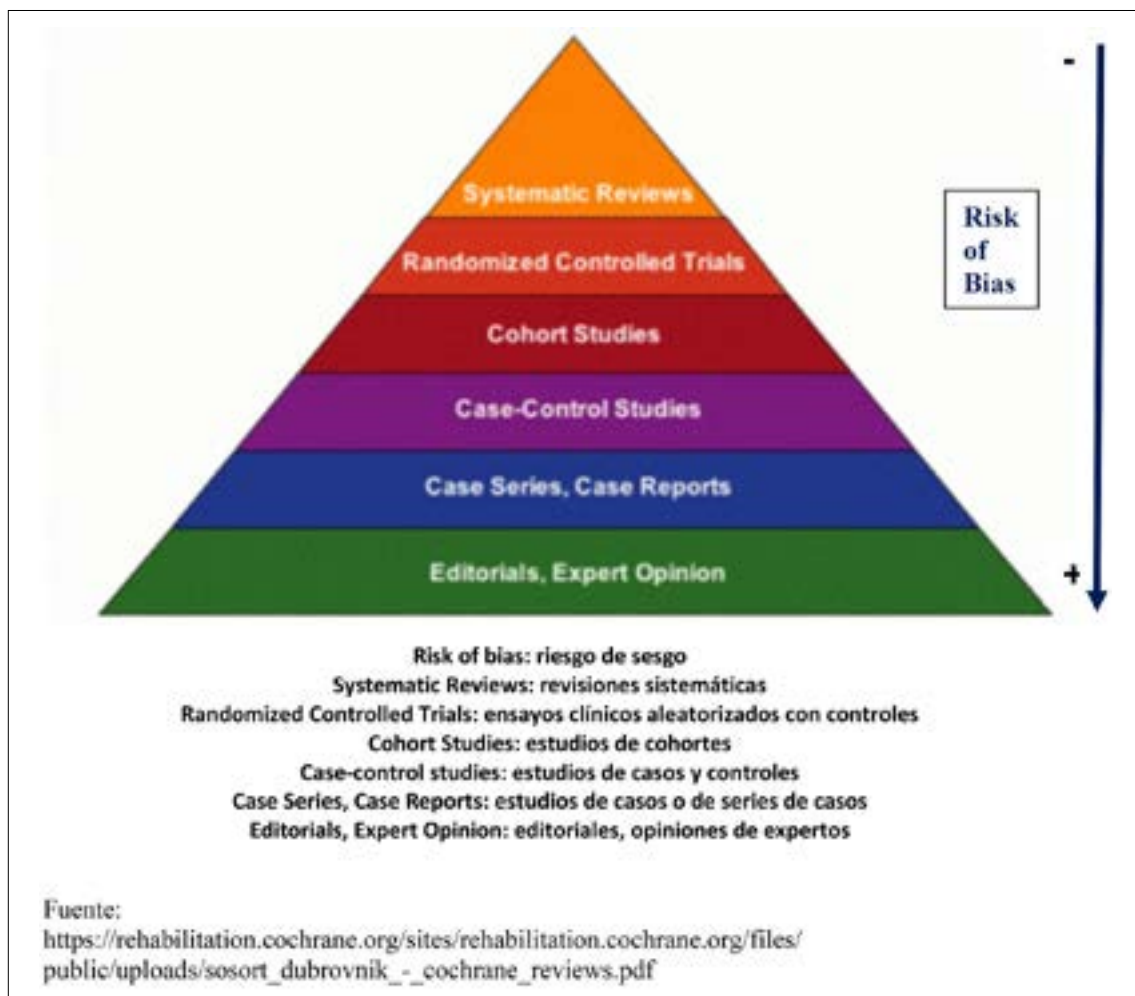 -
Systematic Reviews
Risk
of
Bias
Randomized Controlled Trials
Cohort Studies
Case-Control Studies
Case Series, Case Reports
Editorials, Expert Opinion
+
Risk of bias: riesgo de sesgo
Systematic Reviews: revisiones sistemáticas
Randomized Controlled Trials: ensayos clínicos aleatorizados con controles
Cohort Studies: estudios de cohortes
Case-control studies: estudios de casos y controles
Case Series, Case Reports: estudios de casos o de series de casos
Editorials, Expert Opinion: editoriales, opiniones de expertos
Fuente:
https://rehabilitation.cochrane.org/sites/rehabilitation.cochrane.org/files/
public/uploads/sosort_dubrovnik_-_cochrane_reviews.pdf